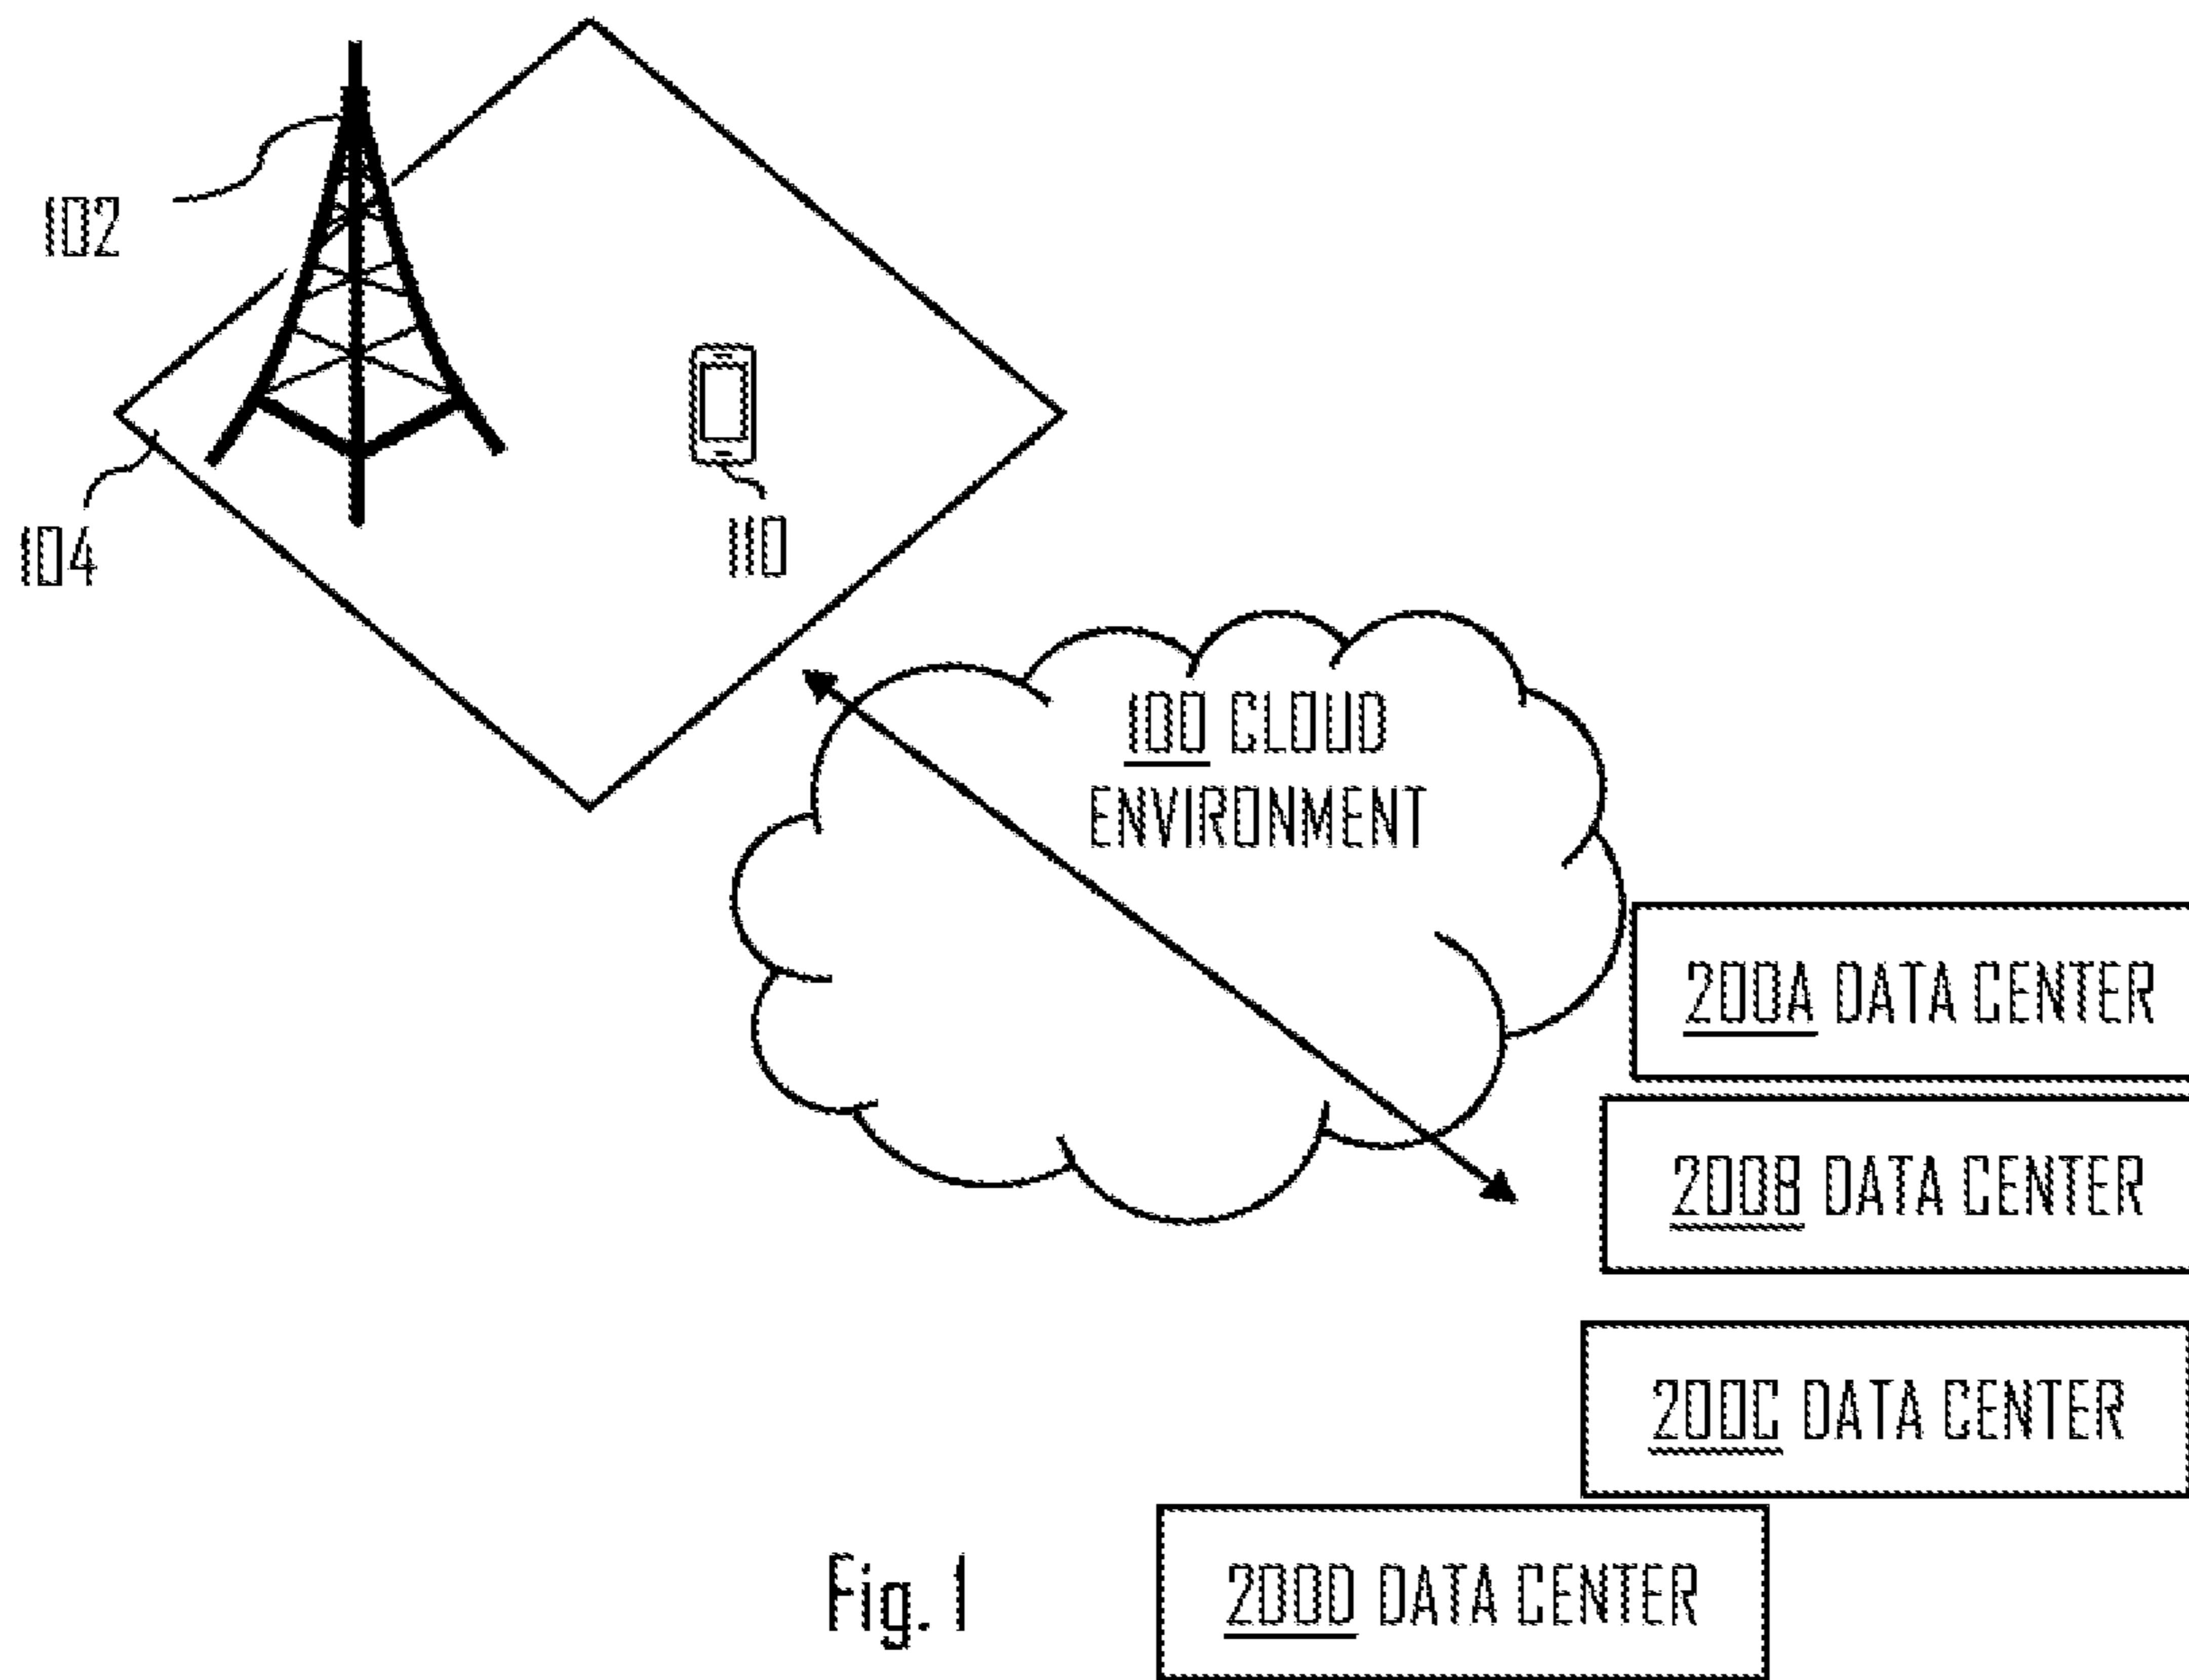 102
104
110
100 CLOUD
ENVIRONMENT
200A DATA CENTER
200B DATA CENTER
200C DATA CENTER
200D DATA CENTER
Fig. 1